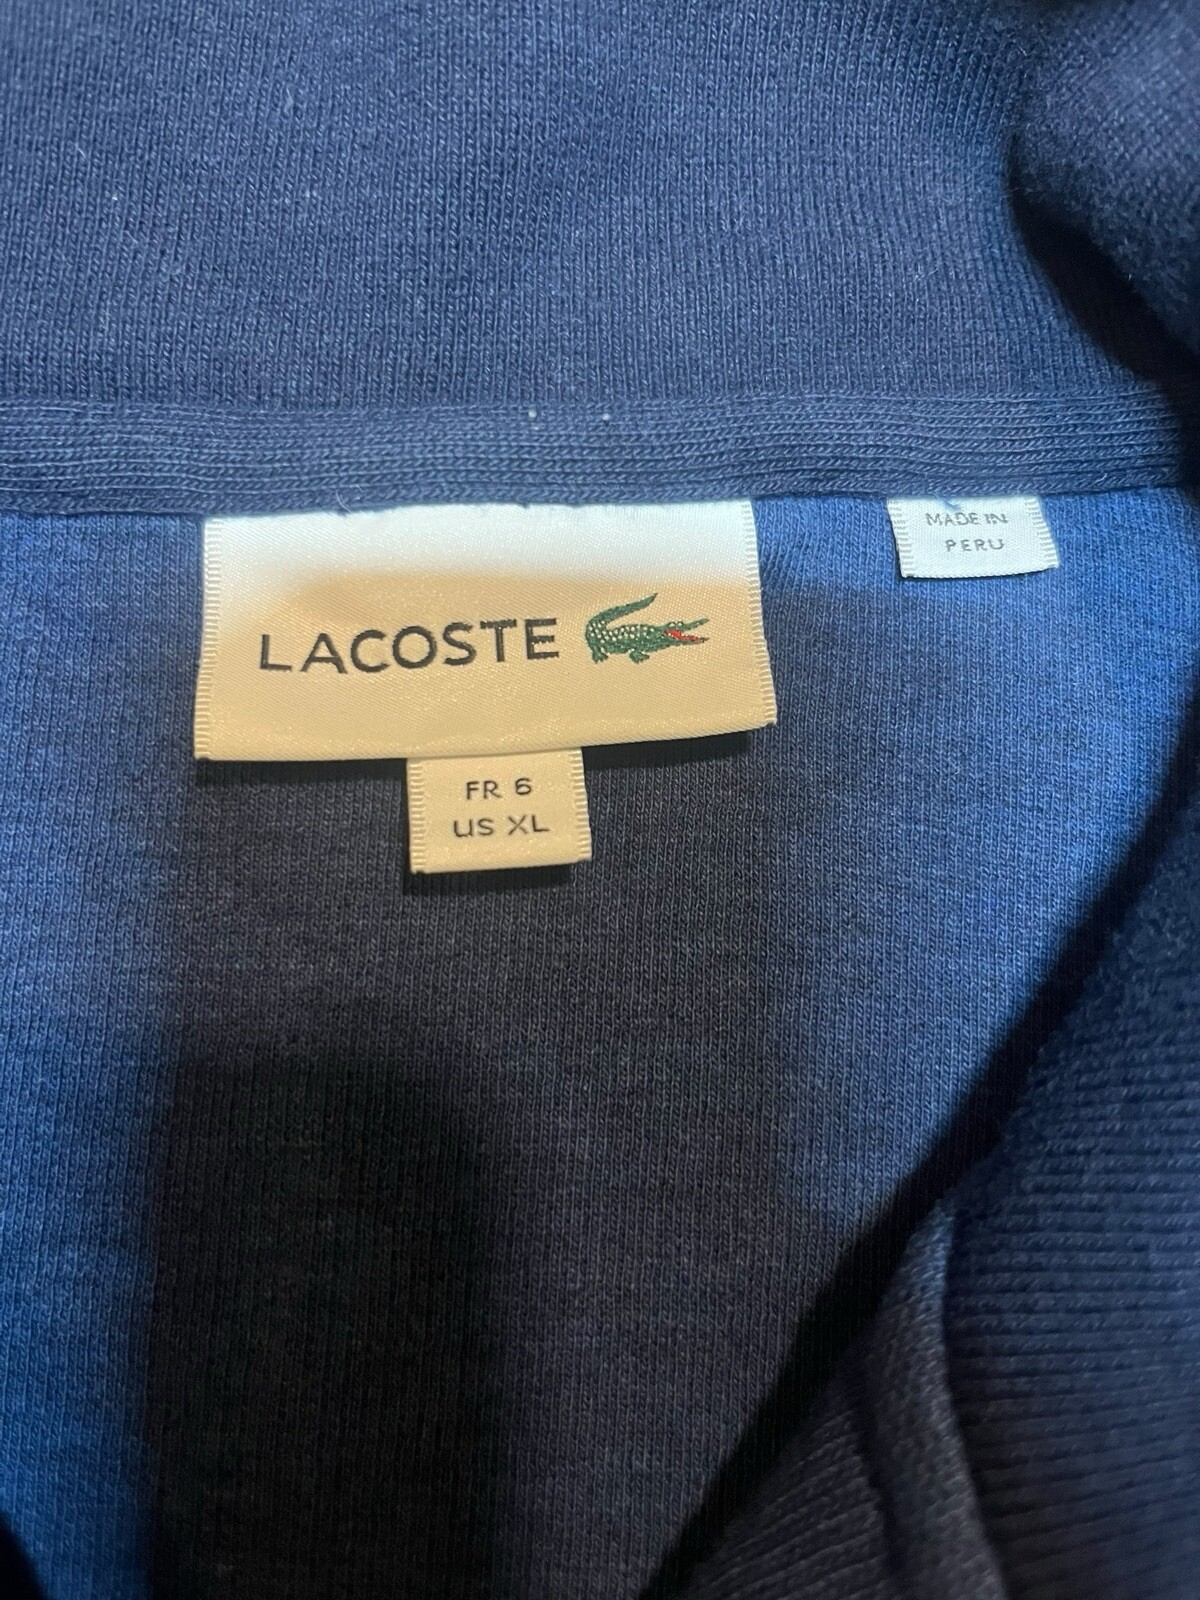 LACOSTE
FR 6
US XL
MADE IN
PERU